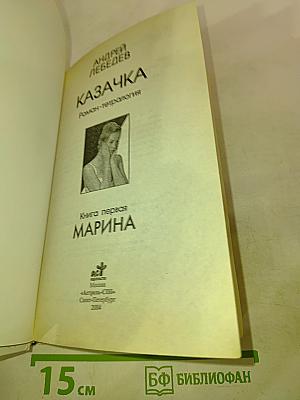 АНДРЕЙ
ЛЕБЕДЕВ
КАЗАЧКА
Роман-тетралогия
Книга первая
МАРИНА
Москва
«Астрель-СПб»
Санкт-Петербург
2004
15 см
БФ БИБЛИОФАН